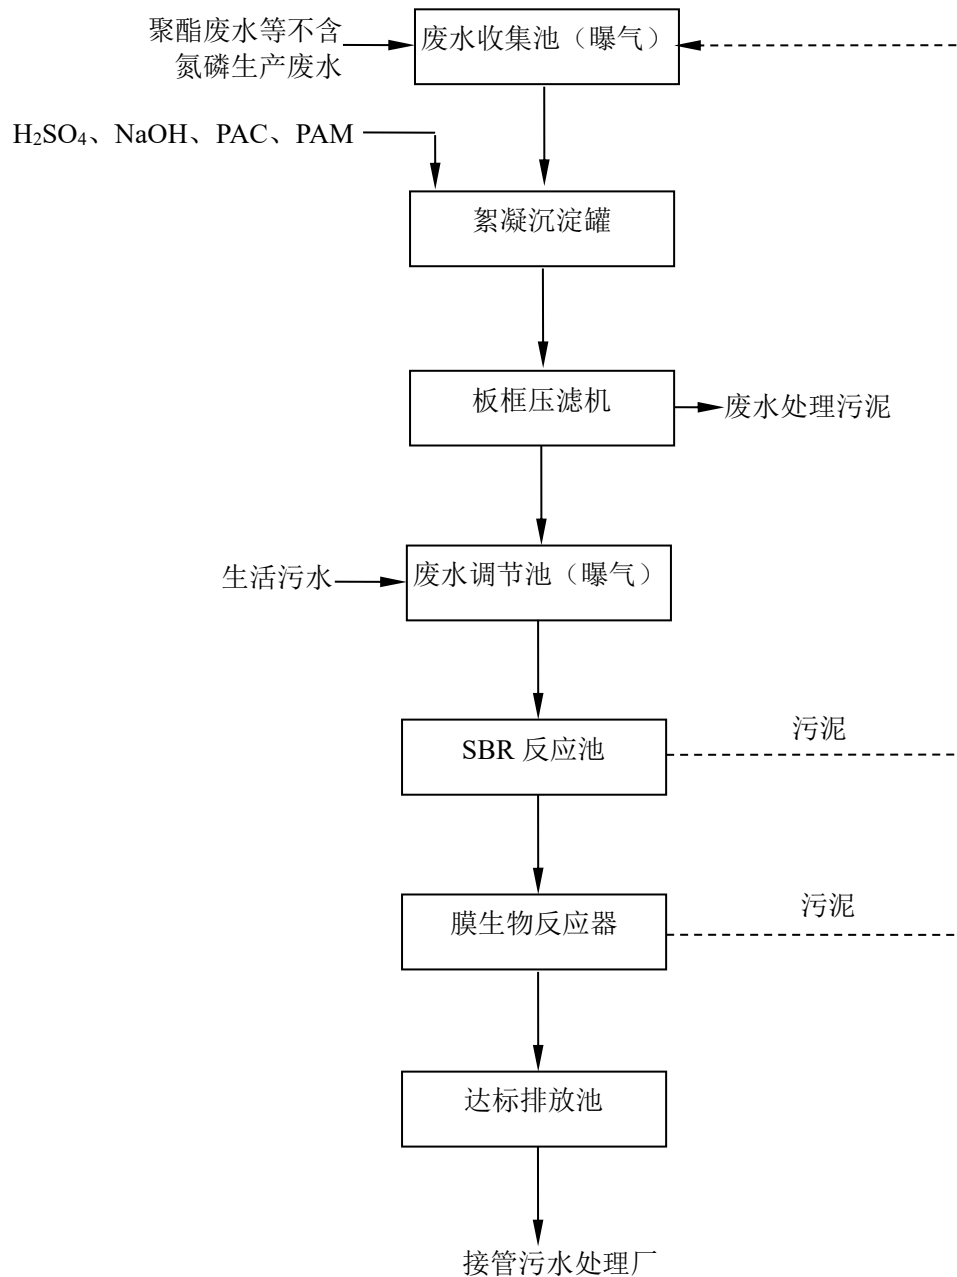 聚酯废水等不含
氮磷生产废水
废水收集池（曝气）
H₂SO₄、NaOH、PAC、PAM
絮凝沉淀罐
板框压滤机
废水处理污泥
生活污水
废水调节池（曝气）
SBR 反应池
污泥
膜生物反应器
污泥
达标排放池
接管污水处理厂